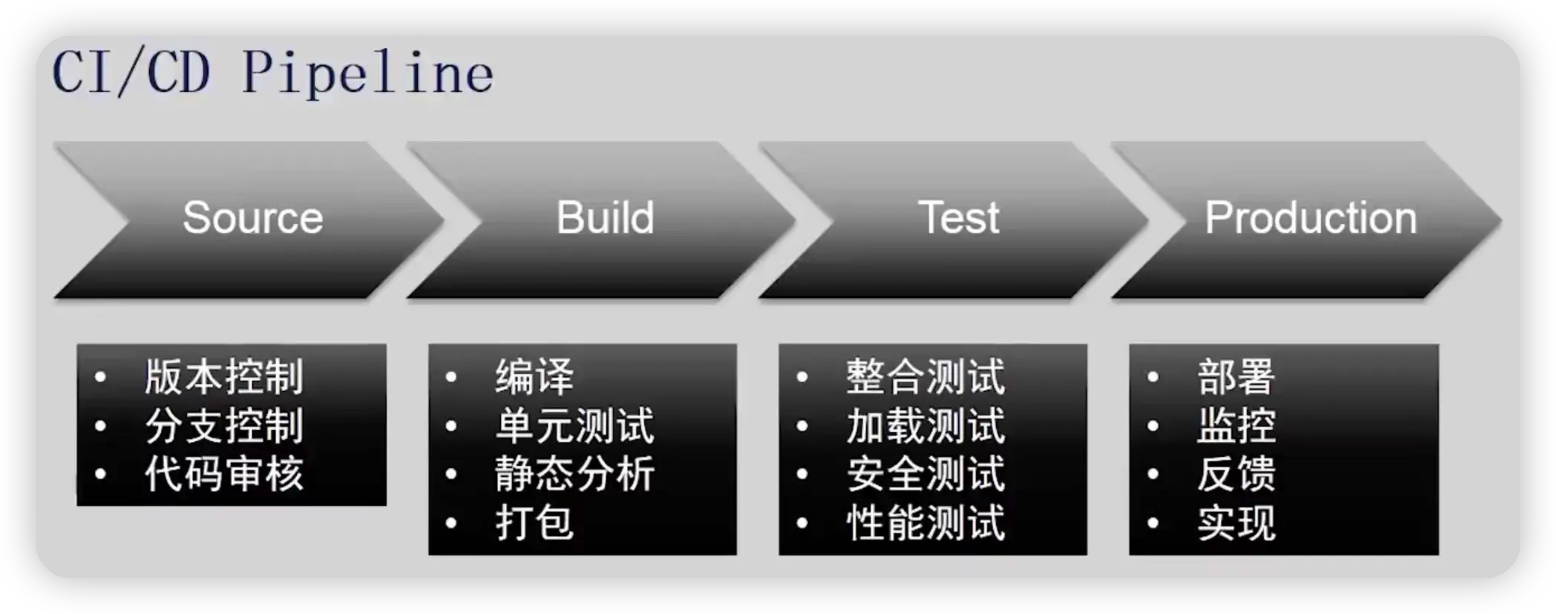 CI/CD Pipeline
Source
Build
Test
Production
• 版本控制
• 分支控制
• 代码审核
• 编译
• 单元测试
• 静态分析
• 打包
• 整合测试
• 加载测试
• 安全测试
• 性能测试
• 部署
• 监控
• 反馈
• 实现